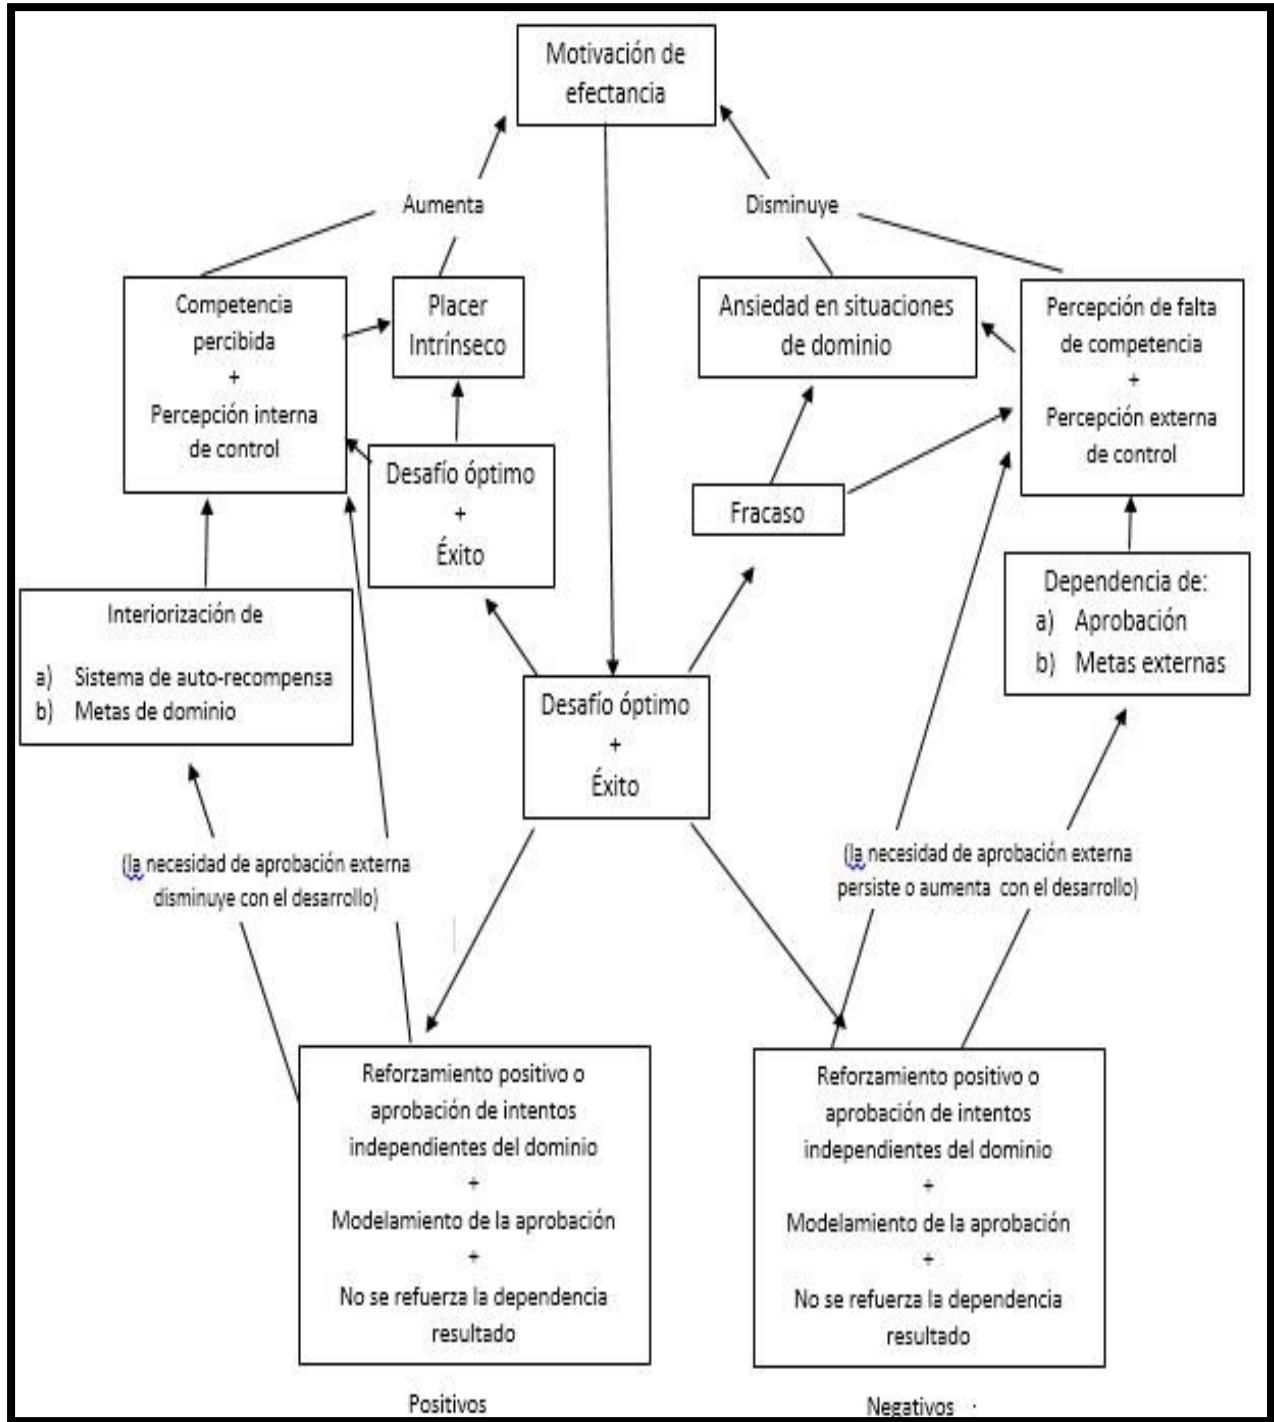 Motivación de
efectancia
Aumenta
Disminuye
Competencia
percibida
+
Percepción interna
de control
Placer
Intrínseco
Ansiedad en situaciones
de dominio
Percepción de falta
de competencia
+
Percepción externa
de control
Desafío óptimo
+
Éxito
Fracaso
Interiorización de
a) Sistema de auto-recompensa
b) Metas de dominio
Dependencia de:
a) Aprobación
b) Metas externas
Desafío óptimo
+
Éxito
(la necesidad de aprobación externa
disminuye con el desarrollo)
(la necesidad de aprobación externa
persiste o aumenta con el desarrollo)
Reforzamiento positivo o
aprobación de intentos
independientes del dominio
+
Modelamiento de la aprobación
+
No se refuerza la dependencia
resultado
Reforzamiento positivo o
aprobación de intentos
independientes del dominio
+
Modelamiento de la aprobación
+
No se refuerza la dependencia
resultado
Positivos
Negativos